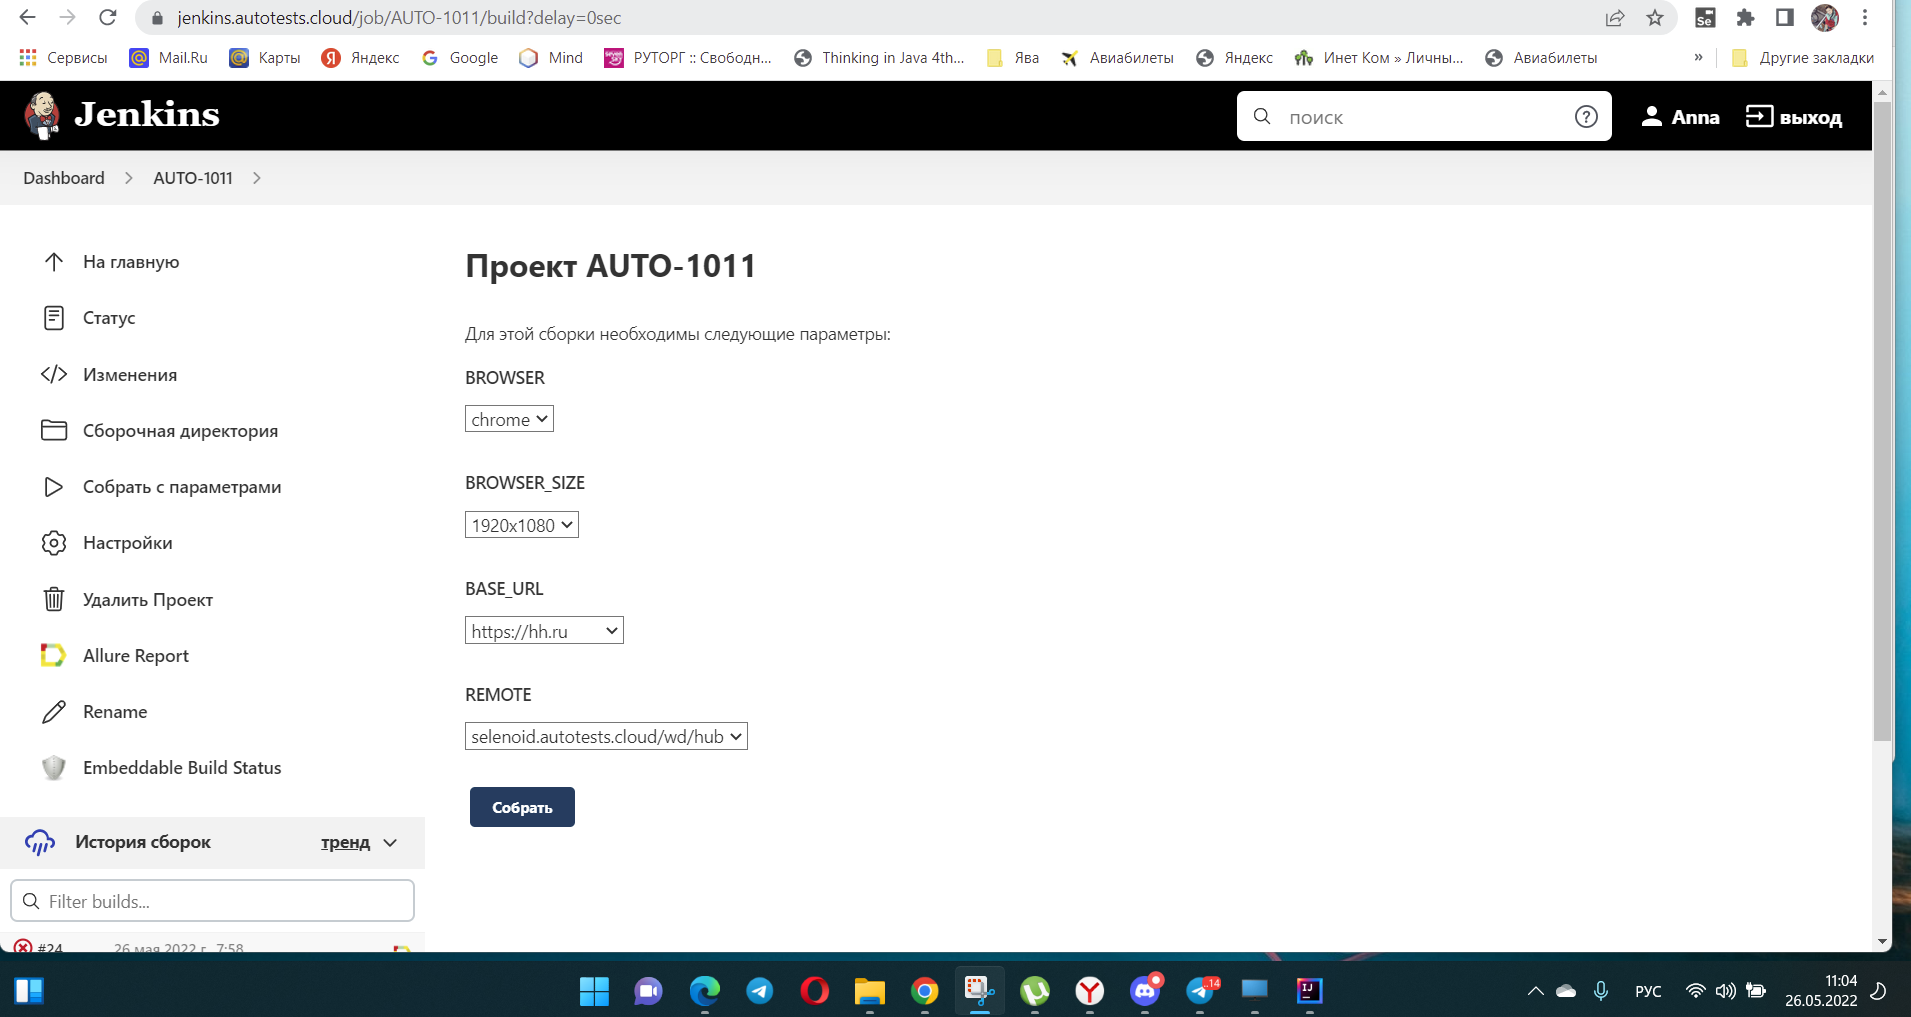 jenkins.autotests.cloud/job/AUTO-1011/build?delay=0sec
Se
Сервисы Mail.Ru Карты Яндекс Google Mind РУТОРГ :: Свободн... Thinking in Java 4th... Ява Авиабилеты Яндекс Инет Ком » Личны... Авиабилеты » Другие закладки
Jenkins
поиск
Anna
выход
Dashboard AUTO-1011
На главную
Статус
Изменения
Сборочная директория
Собрать с параметрами
Настройки
Удалить Проект
Allure Report
Rename
Embeddable Build Status
История сборок тренд
Filter builds...
#24 26 мая 2022 г., 7:58
Проект AUTO-1011
Для этой сборки необходимы следующие параметры:
BROWSER
chrome
BROWSER_SIZE
1920x1080
BASE_URL
https://hh.ru
REMOTE
selenoid.autotests.cloud/wd/hub
Собрать
РУС
11:04
26.05.2022